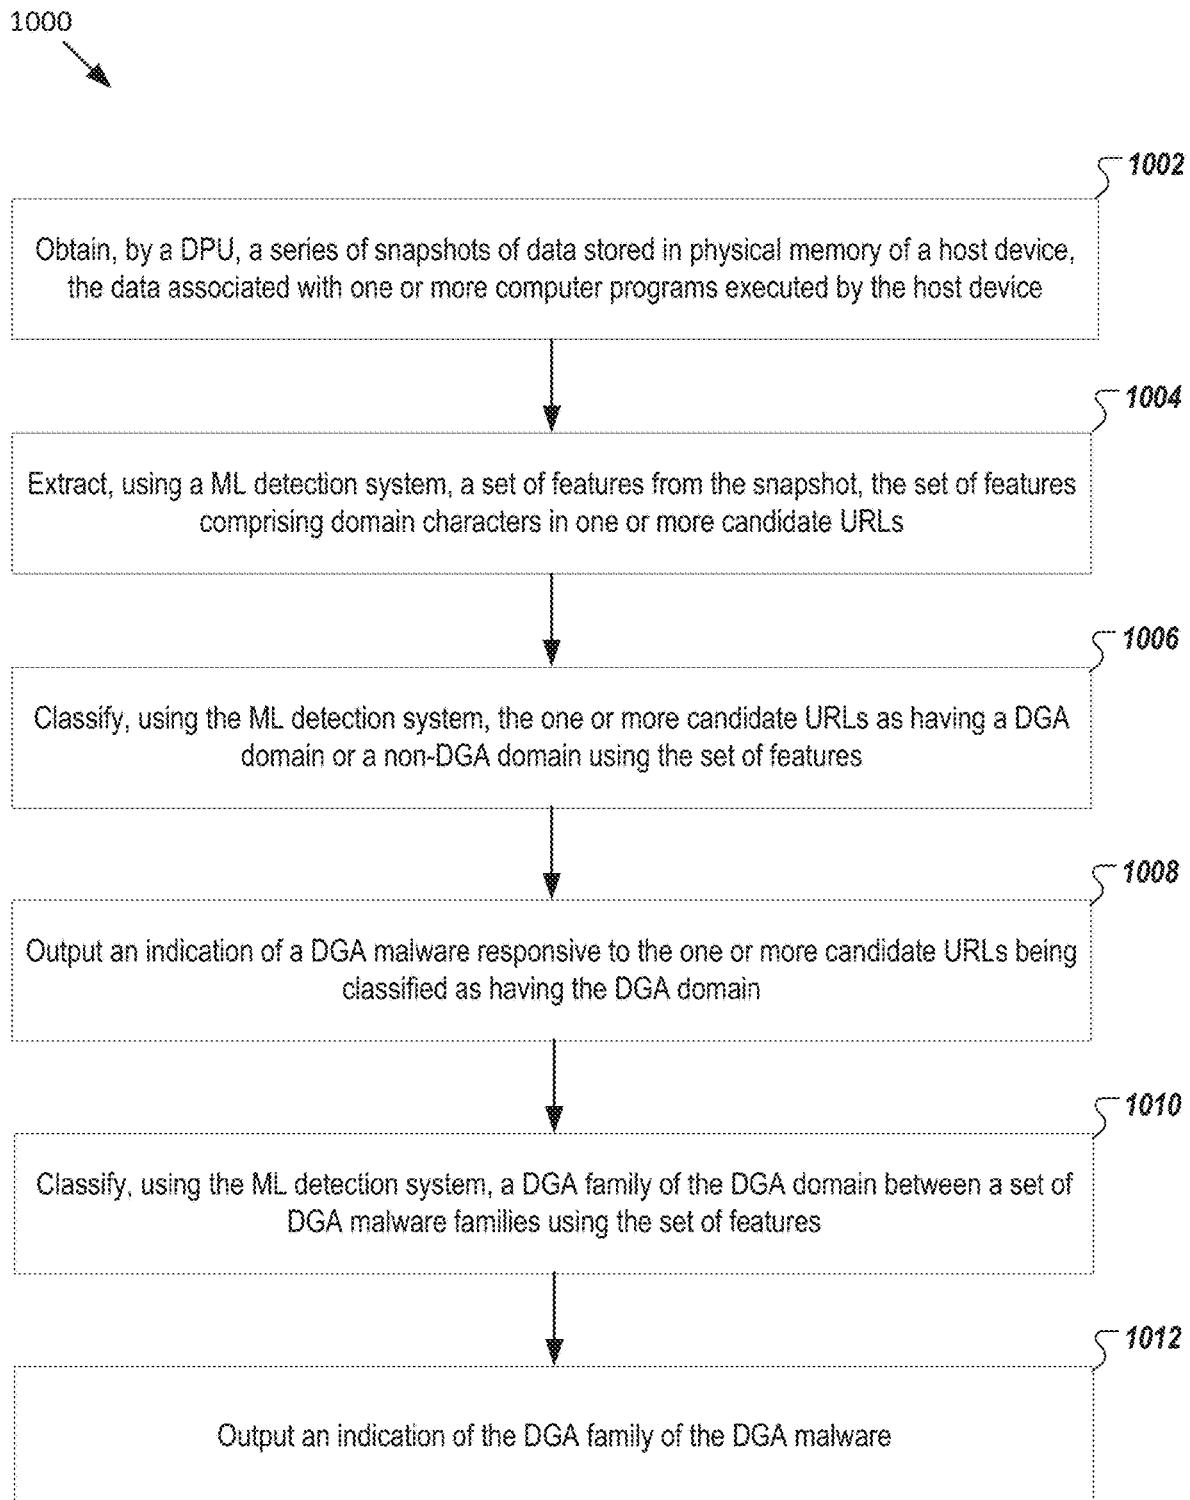 1000
1002
Obtain, by a DPU, a series of snapshots of data stored in physical memory of a host device,
the data associated with one or more computer programs executed by the host device
1004
Extract, using a ML detection system, a set of features from the snapshot, the set of features
comprising domain characters in one or more candidate URLs
1006
Classify, using the ML detection system, the one or more candidate URLs as having a DGA
domain or a non-DGA domain using the set of features
1008
Output an indication of a DGA malware responsive to the one or more candidate URLs being
classified as having the DGA domain
1010
Classify, using the ML detection system, a DGA family of the DGA domain between a set of
DGA malware families using the set of features
1012
Output an indication of the DGA family of the DGA malware